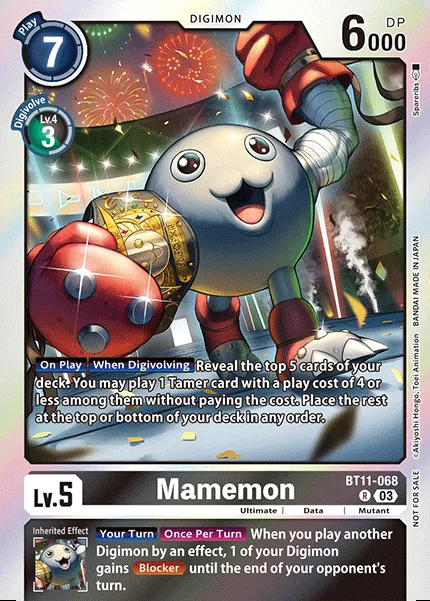 DIGIMON
Play
7
6000
DP
Digivolve
Lv.4
3
Spareribs
On Play When Digivolving Reveal the top 5 cards of your
deck. You may play 1 Tamer card with a play cost of 4 or
less among them without paying the cost. Place the rest
at the top or bottom of your deck in any order.
©Akiyoshi Hongo, Toei Animation BANDAI MADE IN JAPAN
NOT FOR SALE
Lv.5
Mamemon
BT11-068
R 03
Ultimate | Data | Mutant
Inherited Effect
Your Turn Once Per Turn When you play another
Digimon by an effect, 1 of your Digimon
gains Blocker until the end of your opponent's
turn.